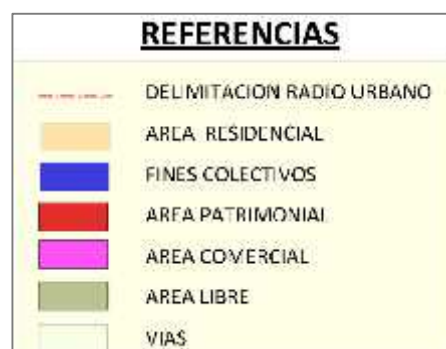 REFERENCIAS
DELIMITACION RADIO URBANO
AREA RESIDENCIAL
FINES COLECTIVOS
AREA PATRIMONIAL
AREA COMERCIAL
AREA LIBRE
VIAS